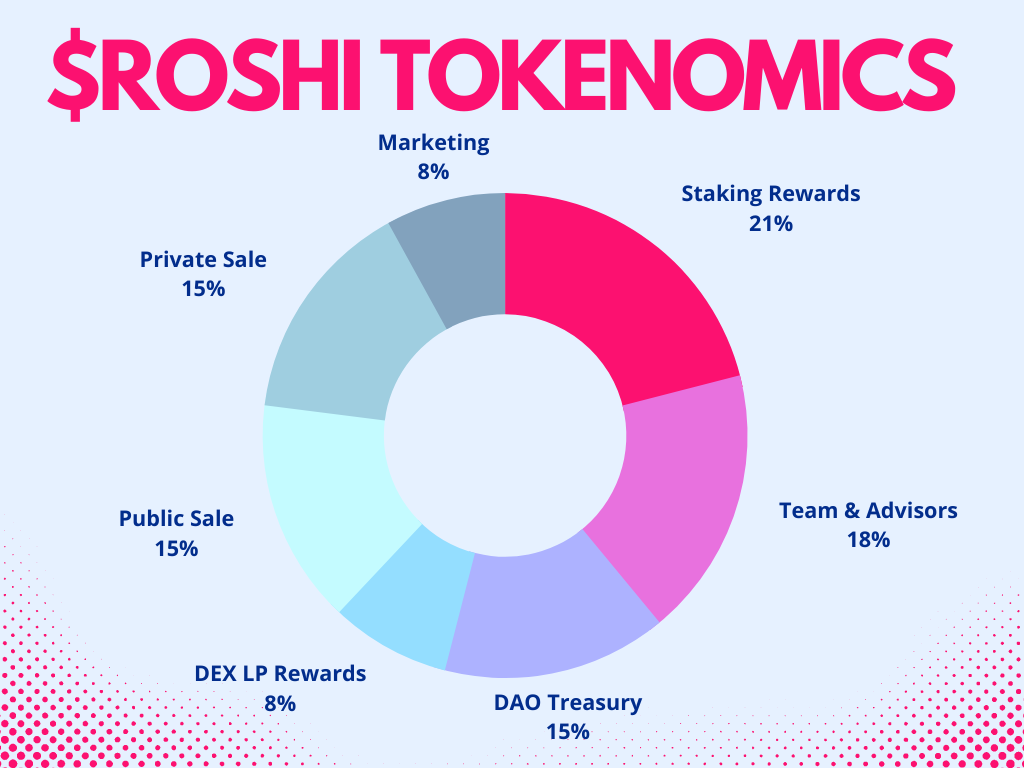 $ROSHI TOKENOMICS
Marketing
8%
Staking Rewards
21%
Private Sale
15%
Team & Advisors
18%
Public Sale
15%
DEX LP Rewards
8%
DAO Treasury
15%